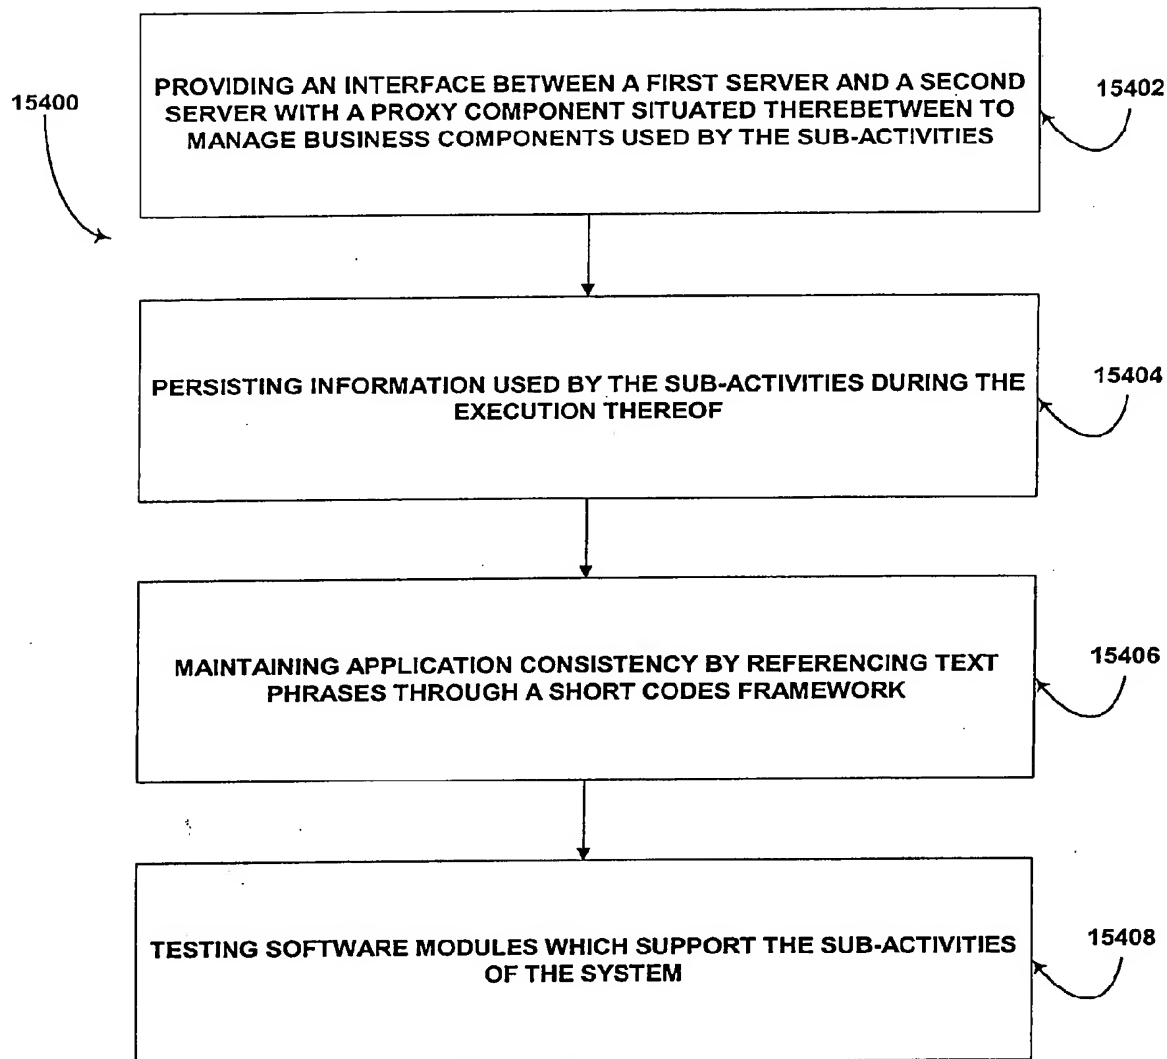 15400
PROVIDING AN INTERFACE BETWEEN A FIRST SERVER AND A SECOND
SERVER WITH A PROXY COMPONENT SITUATED THEREBETWEEN TO
MANAGE BUSINESS COMPONENTS USED BY THE SUB-ACTIVITIES
15402
PERSISTING INFORMATION USED BY THE SUB-ACTIVITIES DURING THE
EXECUTION THEREOF
15404
MAINTAINING APPLICATION CONSISTENCY BY REFERENCING TEXT
PHRASES THROUGH A SHORT CODES FRAMEWORK
15406
TESTING SOFTWARE MODULES WHICH SUPPORT THE SUB-ACTIVITIES
OF THE SYSTEM
15408